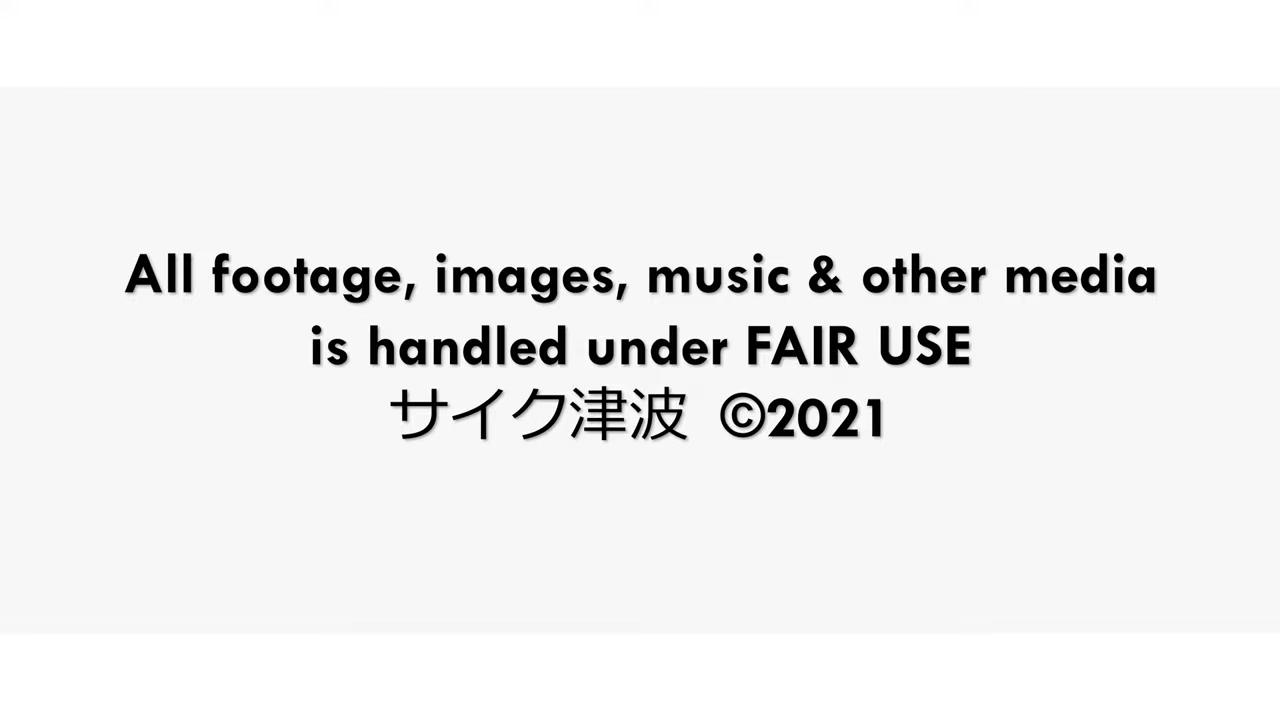 All footage, images, music & other media
is handled under FAIR USE
サイク津波 ©2021